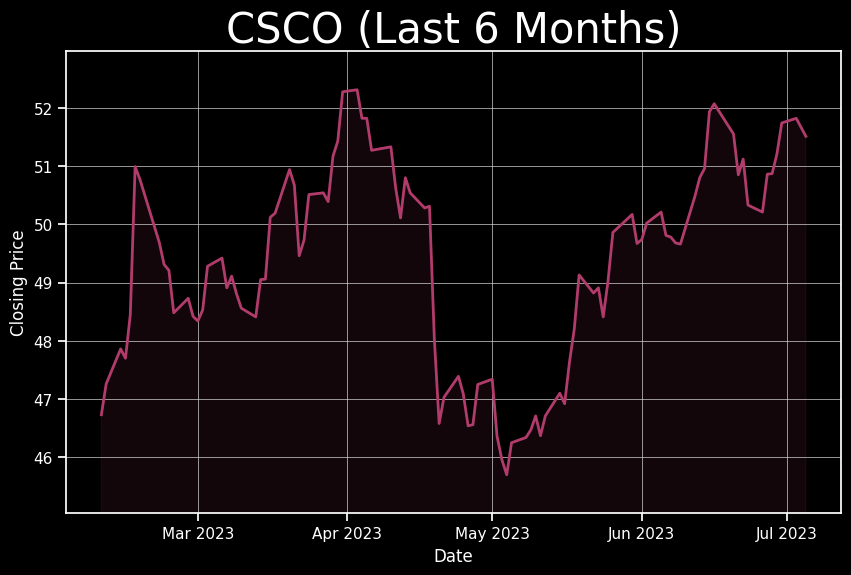 CSCO (Last 6 Months)
Closing Price
52
51
50
49
48
47
46
Mar 2023
Apr 2023
May 2023
Jun 2023
Jul 2023
Date